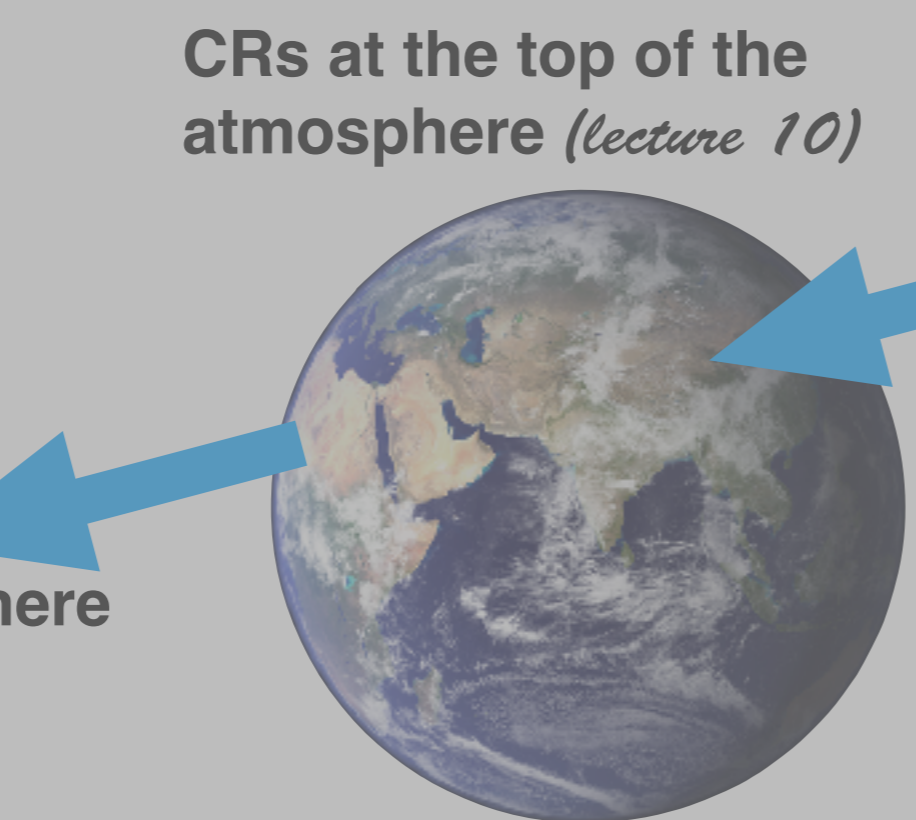 CRs at the top of the
atmosphere (lecture 10)